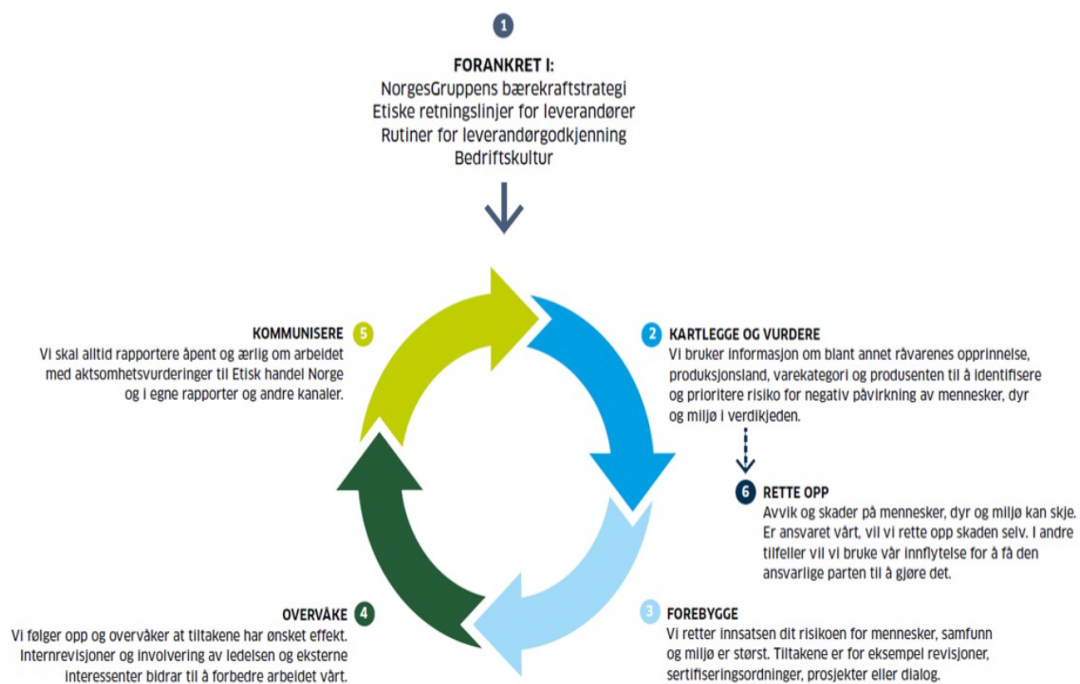 1
FORANKRET I:
NorgesGruppens bærekraftstrategi
Etiske retningslinjer for leverandører
Rutiner for leverandørgodkjenning
Bedriftskultur
2 KARTLEGGE OG VURDERE
Vi bruker informasjon om blant annet råvarenes opprinnelse,
produksjonsland, varekategori og produsenten til å identifisere
og prioritere risiko for negativ påvirkning av mennesker, dyr
og miljø i verdikjeden.
6 RETTE OPP
Avvik og skader på mennesker, dyr og miljø kan skje.
Er ansvaret vårt, vil vi rette opp skaden selv. I andre
tilfeller vil vi bruke vår innflytelse for å få den
ansvarlige parten til å gjøre det.
3 FOREBYGGE
Vi retter innsatsen dit risikoen for mennesker, samfunn
og miljø er størst. Tiltakene er for eksempel revisjoner,
sertifiseringsordninger, prosjekter eller dialog.
OVERVÅKE 4
Vi følger opp og overvåker at tiltakene har ønsket effekt.
Internrevisjoner og involvering av ledelsen og eksterne
interessenter bidrar til å forbedre arbeidet vårt.
KOMMUNISERE 5
Vi skal alltid rapportere åpent og ærlig om arbeidet
med aktsomhetsvurderinger til Etisk handel Norge
og i egne rapporter og andre kanaler.